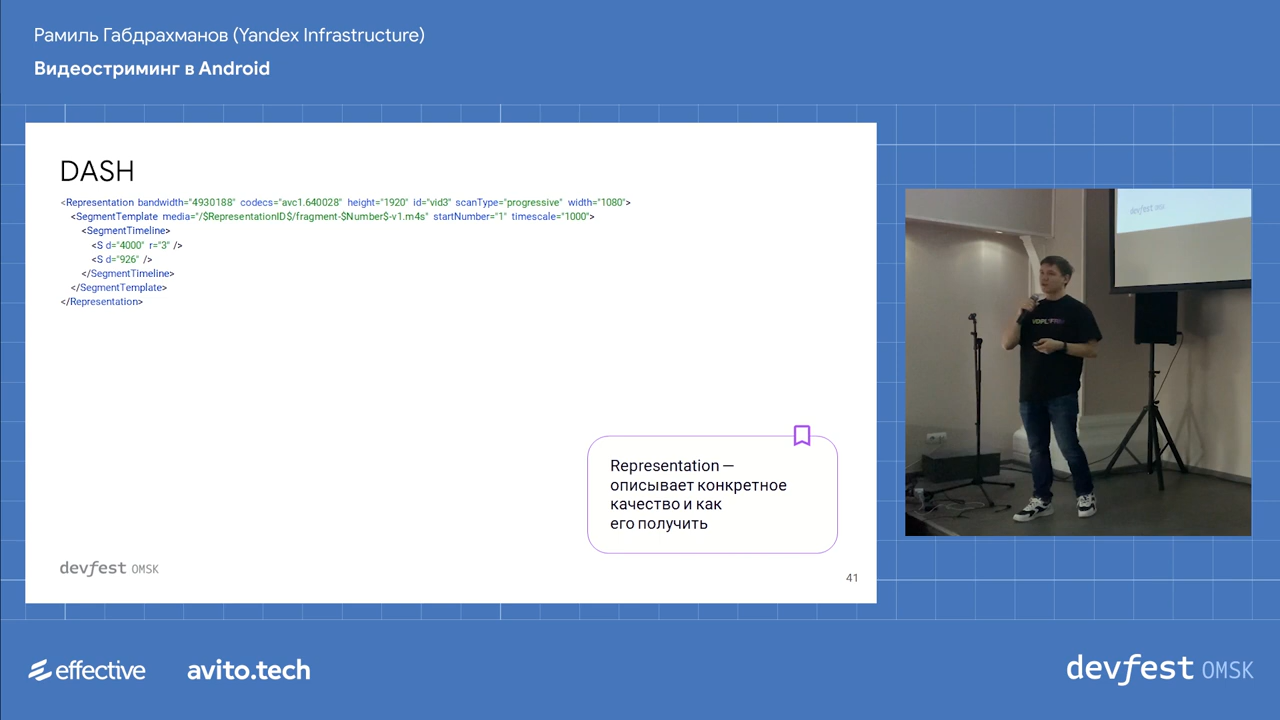 Рамиль Габдрахманов (Yandex Infrastructure)
Видеостриминг в Android
DASH
<Representation bandwidth="4930188" codecs="avc1.640028" height="1920" id="vid3" scanType="progressive" width="1080">
<SegmentTemplate media="/$RepresentationID$/fragment-$Number$-v1.m4s" startNumber="1" timescale="1000">
<SegmentTimeline>
<S d="4000" r="3" />
<S d="926" />
</SegmentTimeline>
</SegmentTemplate>
</Representation>
Representation —
описывает конкретное
качество и как
его получить
devfest OMSK
41
devfest OMSK
effective
avito.tech
devfest OMSK